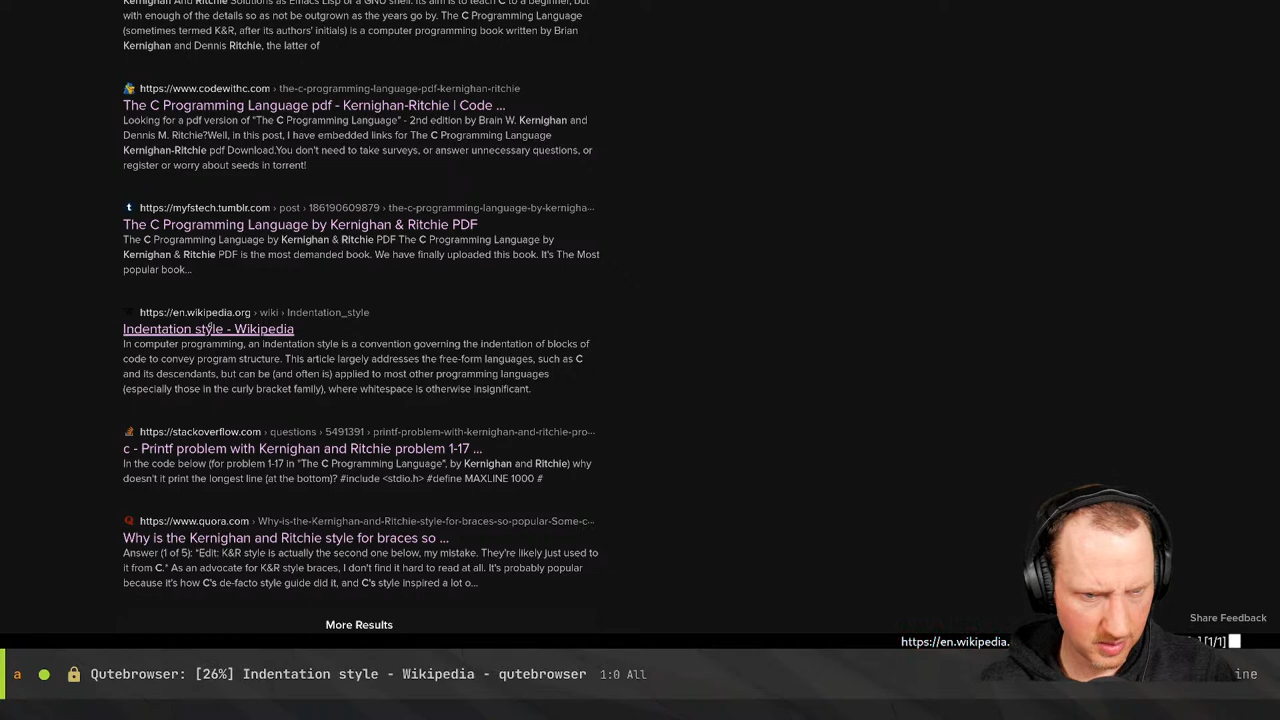 Kernighan And Ritchie Solutions as Emacs Lisp or a GNU shell. Its aim is to teach C to a beginner, but
with enough of the details so as not be outgrown as the years go by. The C Programming Language
(sometimes termed K&R, after its authors' initials) is a computer programming book written by Brian
Kernighan and Dennis Ritchie, the latter of
https://www.codewithc.com › the-c-programming-language-pdf-kernighan-ritchie
The C Programming Language pdf - Kernighan-Ritchie | Code ...
Looking for a pdf version of "The C Programming Language" - 2nd edition by Brain W. Kernighan and
Dennis M. Ritchie?Well, in this post, I have embedded links for The C Programming Language
Kernighan-Ritchie pdf Download.You don't need to take surveys, or answer unnecessary questions, or
register or worry about seeds in torrent!
https://myfstech.tumblr.com › post › 186190609879 › the-c-programming-language-by-kernigha...
The C Programming Language by Kernighan & Ritchie PDF
The C Programming Language by Kernighan & Ritchie PDF The C Programming Language by
Kernighan & Ritchie PDF is the most demanded book. We have finally uploaded this book. It's The Most
popular book...
https://en.wikipedia.org › wiki › Indentation_style
Indentation style - Wikipedia
In computer programming, an indentation style is a convention governing the indentation of blocks of
code to convey program structure. This article largely addresses the free-form languages, such as C
and its descendants, but can be (and often is) applied to most other programming languages
(especially those in the curly bracket family), where whitespace is otherwise insignificant.
https://stackoverflow.com › questions › 5491391 › printf-problem-with-kernighan-and-ritchie-pro...
c - Printf problem with Kernighan and Ritchie problem 1-17 ...
In the code below (for problem 1-17 in "The C Programming Language", by Kernighan and Ritchie) why
doesn't it print the longest line (at the bottom)? #include <stdio.h> #define MAXLINE 1000 #
https://www.quora.com › Why-is-the-Kernighan-and-Ritchie-style-for-braces-so-popular-Some-c...
Why is the Kernighan and Ritchie style for braces so ...
Answer (1 of 5): *Edit: K&R style is actually the second one below, my mistake. They're likely just used to
it from C.* As an advocate for K&R style braces, I don't find it hard to read at all. It's probably popular
because it's how C's de-facto style guide did it, and C's style inspired a lot o...
More Results
Share Feedback
https://en.wikipedia. [1/1]
a Qutebrowser: [26%] Indentation style - Wikipedia - qutebrowser 1:0 All ine